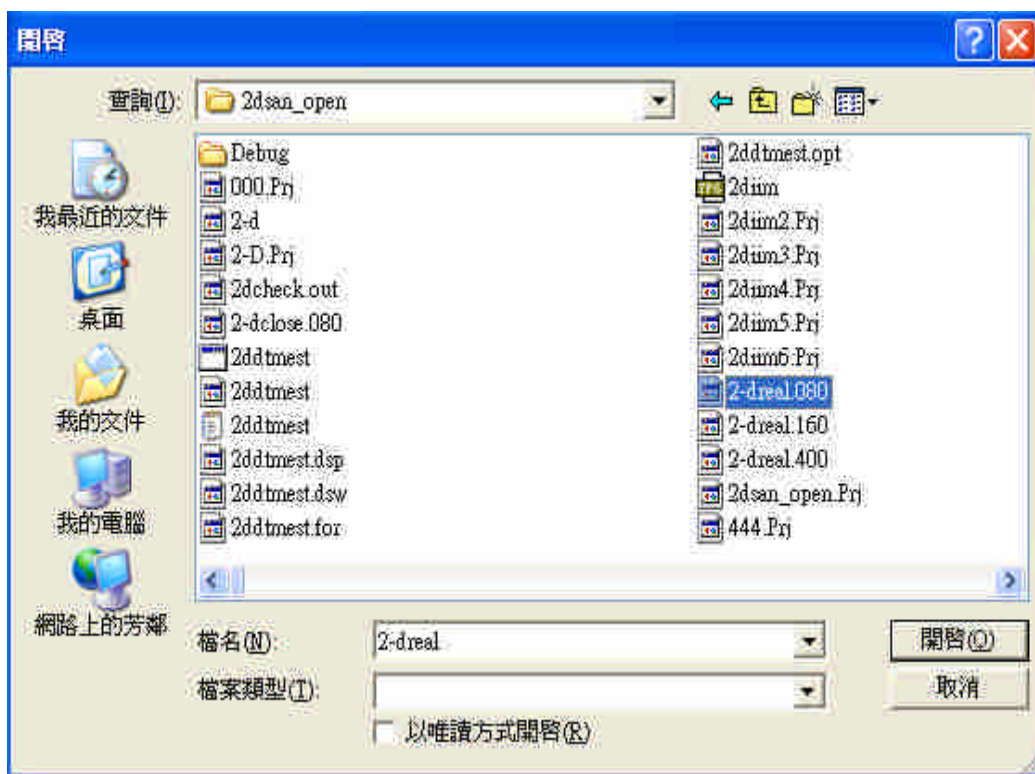 開啓
查詢(I):
2dsan_open
我最近的文件
桌面
我的文件
我的電腦
網路上的芳鄰
Debug
000.Prj
2-d
2-D.Prj
2dcheck.out
2-dclose.080
2ddtmest
2ddtmest
2ddtmest
2ddtmest.dsp
2ddtmest.dsw
2ddtmest.for
2ddtmest.opt
2diim
2diim2.Prj
2diim3.Prj
2diim4.Prj
2diim5.Prj
2diim6.Prj
2-dreal.080
2-dreal.160
2-dreal.400
2dsan_open.Prj
444.Prj
檔名(N):
2-dreal
開啓(O)
檔案類型(T):
取消
以唯讀方式開啓(R)